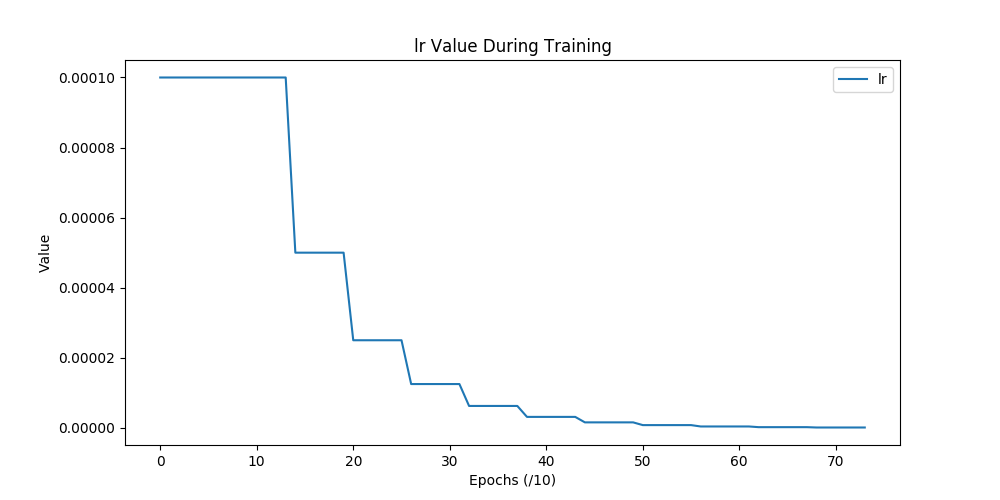 lr Value During Training
lr
0.00010
0.00008
0.00006
0.00004
0.00002
0.00000
Value
0 10 20 30 40 50 60 70
Epochs (/10)